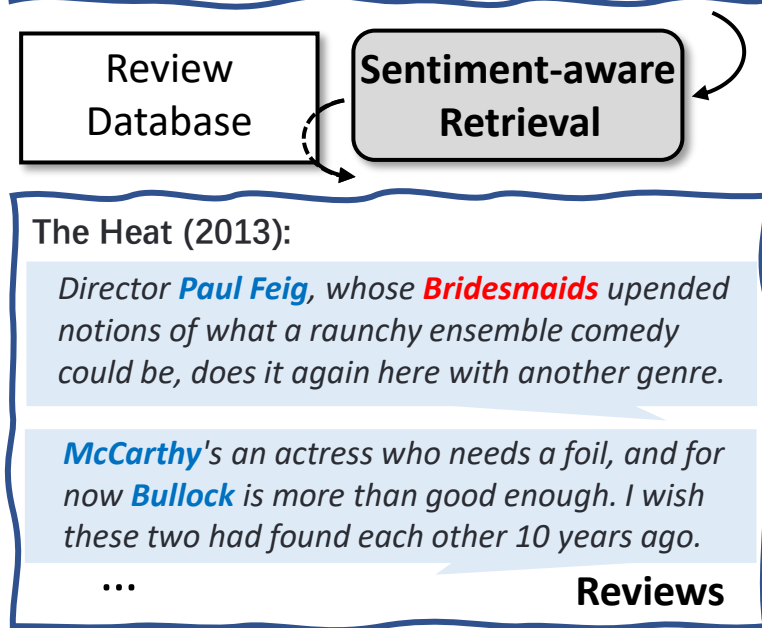 Review
Database
Sentiment-aware
Retrieval
The Heat (2013):
Director Paul Feig, whose Bridesmaids upended
notions of what a raunchy ensemble comedy
could be, does it again here with another genre.
McCarthy's an actress who needs a foil, and for
now Bullock is more than good enough. I wish
these two had found each other 10 years ago.
...
Reviews